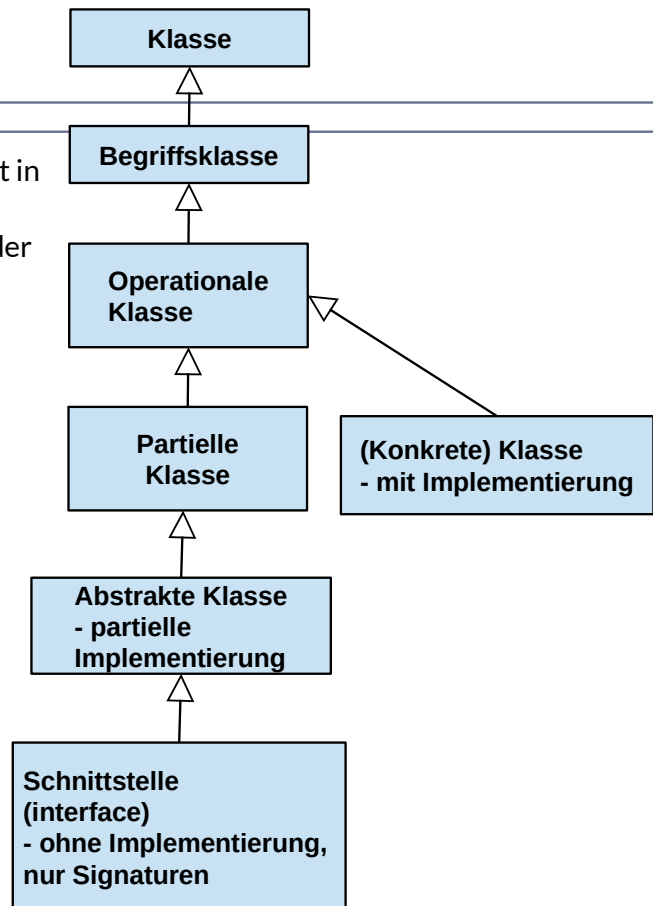 Klasse
Begriffsklasse
t in
Operationale
Klasse
Partielle
Klasse
(Konkrete) Klasse
- mit Implementierung
Abstrakte Klasse
- partielle
Implementierung
Schnittstelle
(interface)
- ohne Implementierung,
nur Signaturen